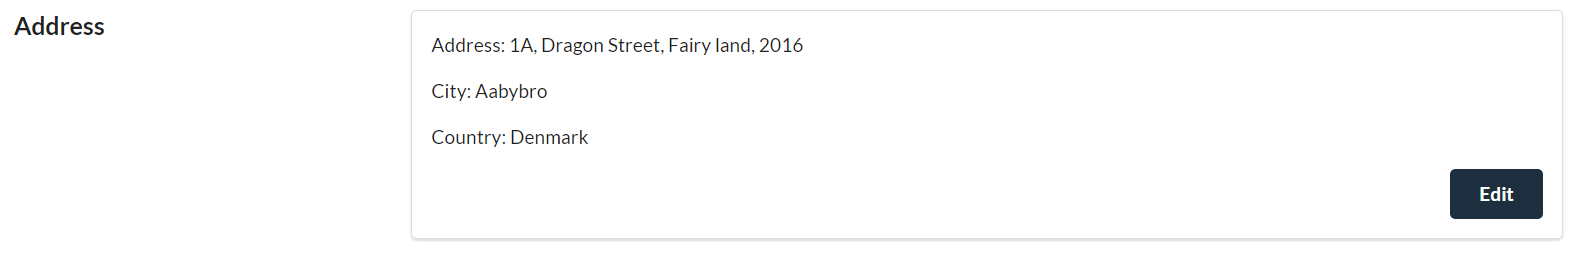 Address
Address: 1A, Dragon Street, Fairy land, 2016
City: Aabybro
Country: Denmark
Edit